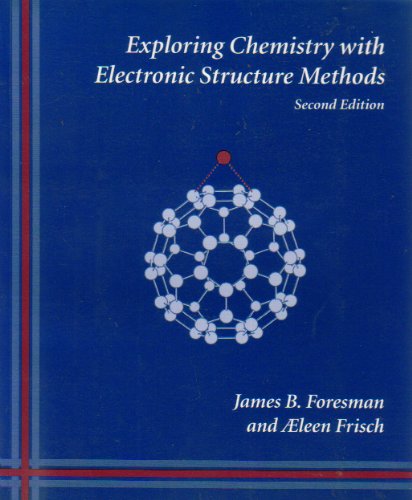 Exploring Chemistry with
Electronic Structure Methods
Second Edition
James B. Foresman
and Æleen Frisch